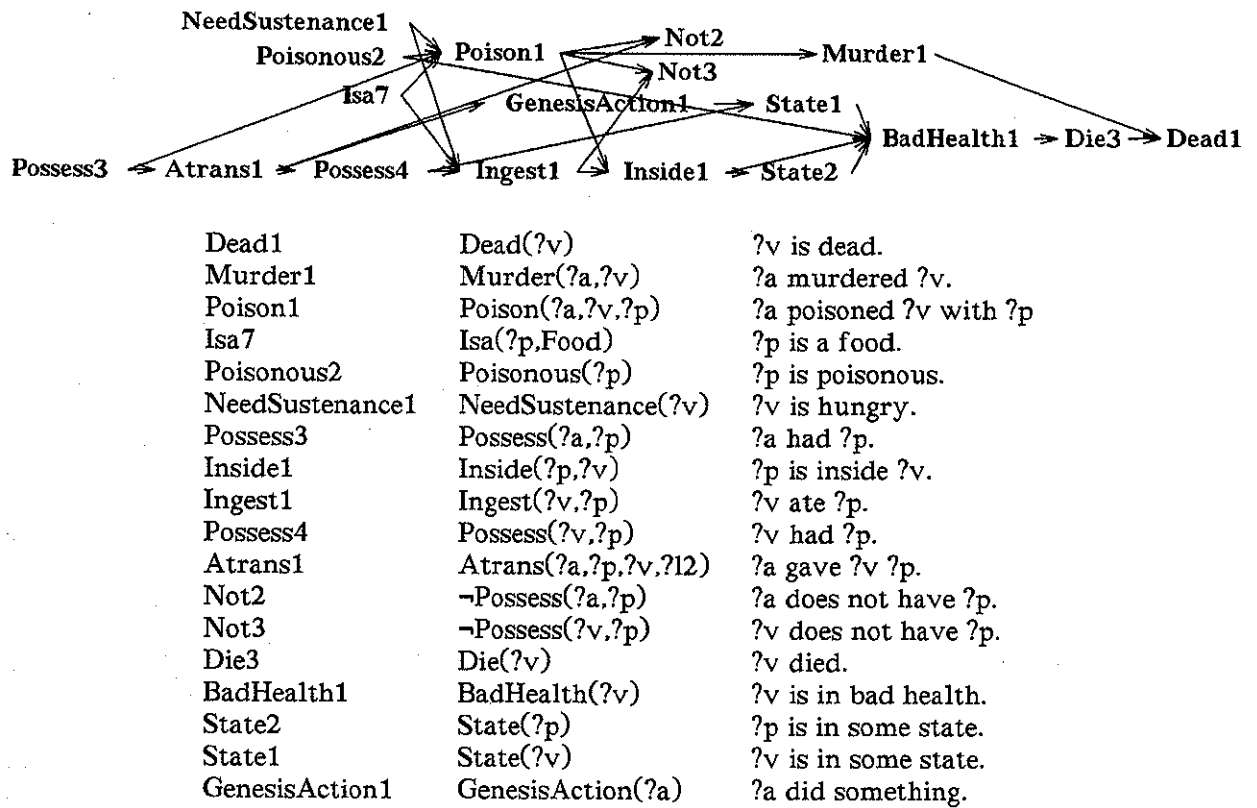 NeedSustenance1
Poisonous2 Poison1 Not2 Murder1
Isa7 Not3
GenesisAction1 State1
BadHealth1 Die3 Dead1
Possess3 Atrans1 Possess4 Ingest1 Inside1 State2
Dead1 Dead(?v) ?v is dead.
Murder1 Murder(?a,?v) ?a murdered ?v.
Poison1 Poison(?a,?v,?p) ?a poisoned ?v with ?p
Isa7 Isa(?p,Food) ?p is a food.
Poisonous2 Poisonous(?p) ?p is poisonous.
NeedSustenance1 NeedSustenance(?v) ?v is hungry.
Possess3 Possess(?a,?p) ?a had ?p.
Inside1 Inside(?p,?v) ?p is inside ?v.
Ingest1 Ingest(?v,?p) ?v ate ?p.
Possess4 Possess(?v,?p) ?v had ?p.
Atrans1 Atrans(?a,?p,?v,?l2) ?a gave ?v ?p.
Not2 ¬Possess(?a,?p) ?a does not have ?p.
Not3 ¬Possess(?v,?p) ?v does not have ?p.
Die3 Die(?v) ?v died.
BadHealth1 BadHealth(?v) ?v is in bad health.
State2 State(?p) ?p is in some state.
State1 State(?v) ?v is in some state.
GenesisAction1 GenesisAction(?a) ?a did something.